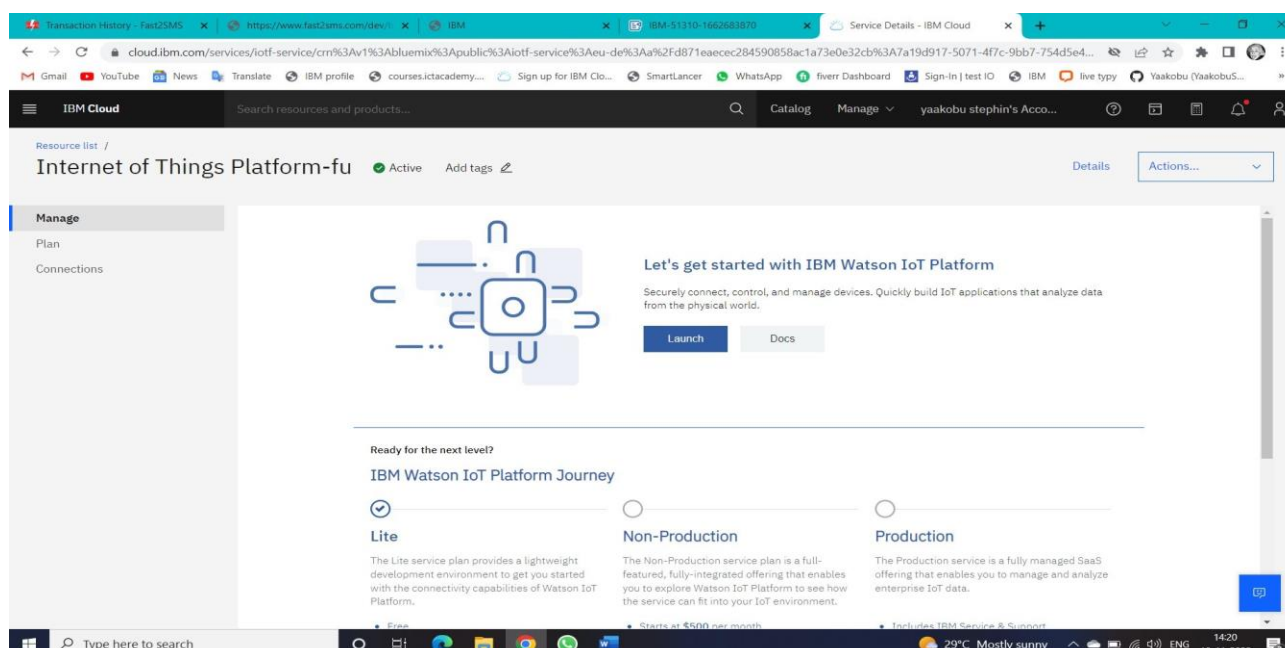 Transaction History - Fast2SMS
https://www.fast2sms.com/dev/
IBM
IBM-51310-1662683870
Service Details - IBM Cloud
cloud.ibm.com/services/iotf-service/crn%3Av1%3Abluemix%3Apublic%3Aiotf-service%3Aeu-de%3Aa%2Fd871eaecec284590858ac1a73e0e32cb%3A7a19d917-5071-4f7c-9bb7-754d5e4...
Gmail YouTube News Translate IBM profile courses.ictacademy.... Sign up for IBM Clo... SmartLancer WhatsApp fiverr Dashboard Sign-In | test IO IBM live typy Yaakobu (YaakobuS... »
IBM Cloud Search resources and products... Catalog Manage yaakobu stephin's Acco...
Resource list /
Internet of Things Platform-fu Active Add tags Details Actions...
Manage
Plan
Connections
Let's get started with IBM Watson IoT Platform
Securely connect, control, and manage devices. Quickly build IoT applications that analyze data
from the physical world.
Launch Docs
Ready for the next level?
IBM Watson IoT Platform Journey
Lite
The Lite service plan provides a lightweight
development environment to get you started
with the connectivity capabilities of Watson IoT
Platform.
• Free
Non-Production
The Non-Production service plan is a full-
featured, fully-integrated offering that enables
you to explore Watson IoT Platform to see how
the service can fit into your IoT environment.
• Starts at $500 per month
Production
The Production service is a fully managed SaaS
offering that enables you to manage and analyze
enterprise IoT data.
• Includes IBM Service & Support
Type here to search 29°C Mostly sunny ENG 14:20